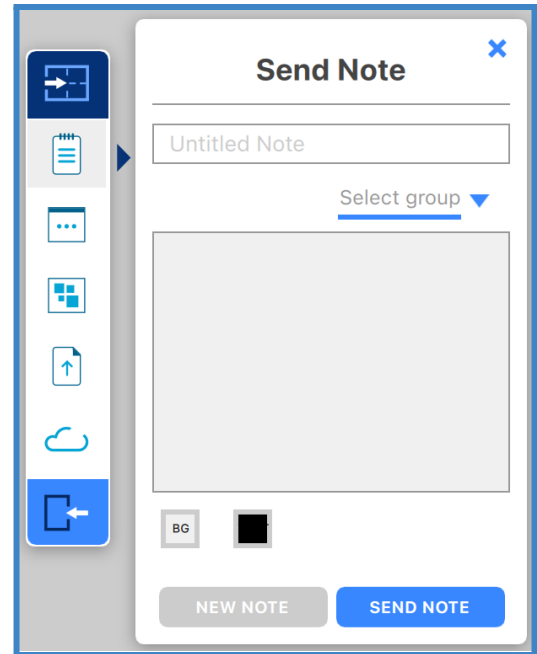 Send Note
Untitled Note
Select group
BG
NEW NOTE
SEND NOTE